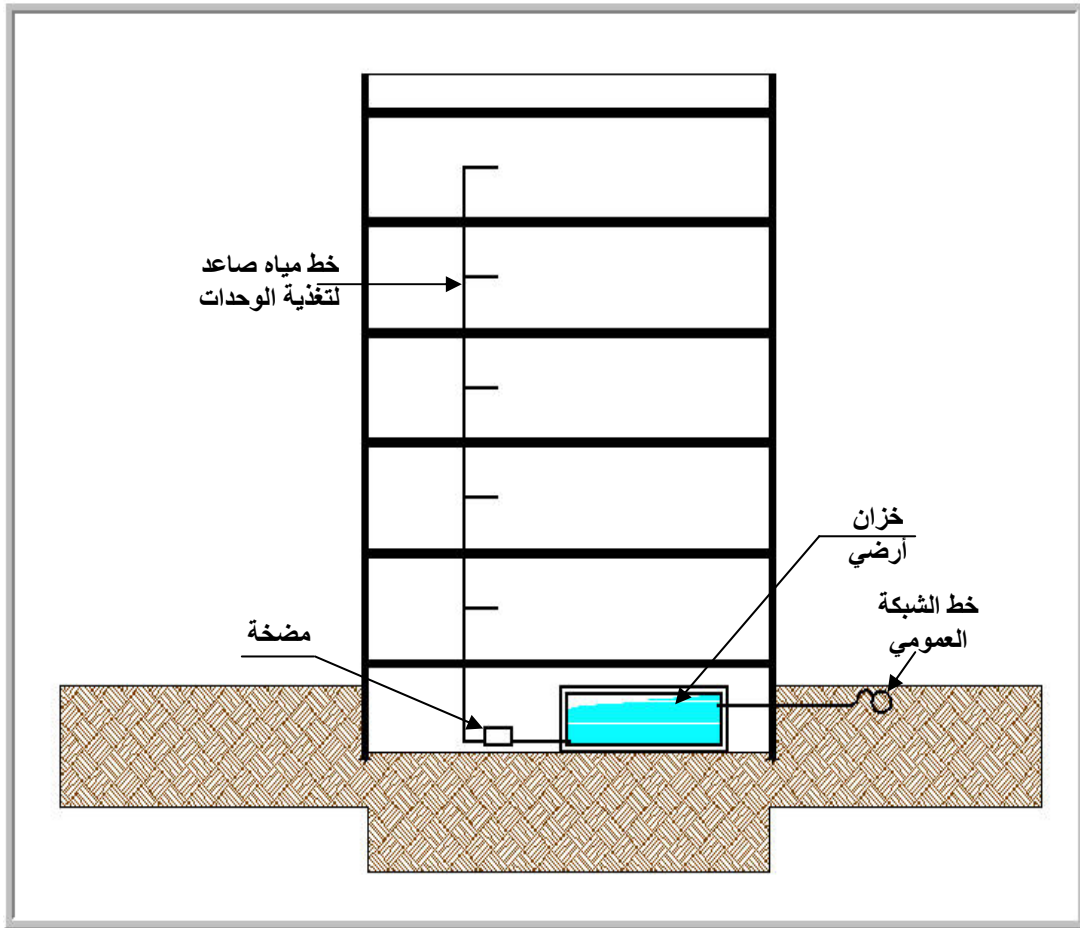 خط مياه صاعد
لتغذية الوحدات
خزان
أرضي
خط الشبكة
العمومي
مضخة